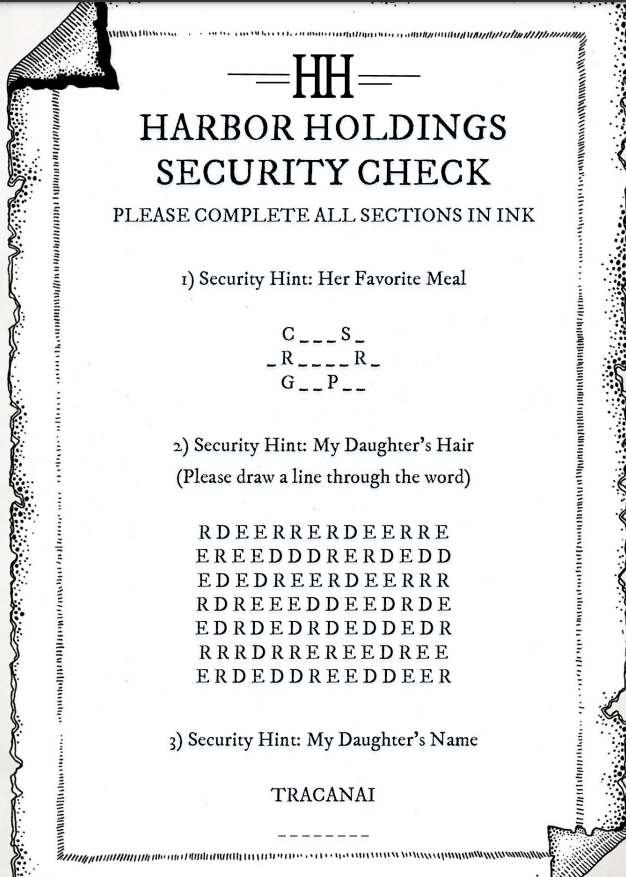 HH
HARBOR HOLDINGS
SECURITY CHECK
PLEASE COMPLETE ALL SECTIONS IN INK
1) Security Hint: Her Favorite Meal
C _ _ _ S _
_ R _ _ _ _ R _
G _ _ P _ _
2) Security Hint: My Daughter's Hair
(Please draw a line through the word)
R D E E R R E R D E E R R E
E R E E D D D R E R D E D D
E D E D R E E R D E E R R R
R D R E E E D D E E D R D E
E D R D E D R D E D D E D R
R R R D R R E R E E D R E E
E R D E D D R E E D D E E R
3) Security Hint: My Daughter's Name
TRACANAI
_ _ _ _ _ _ _ _